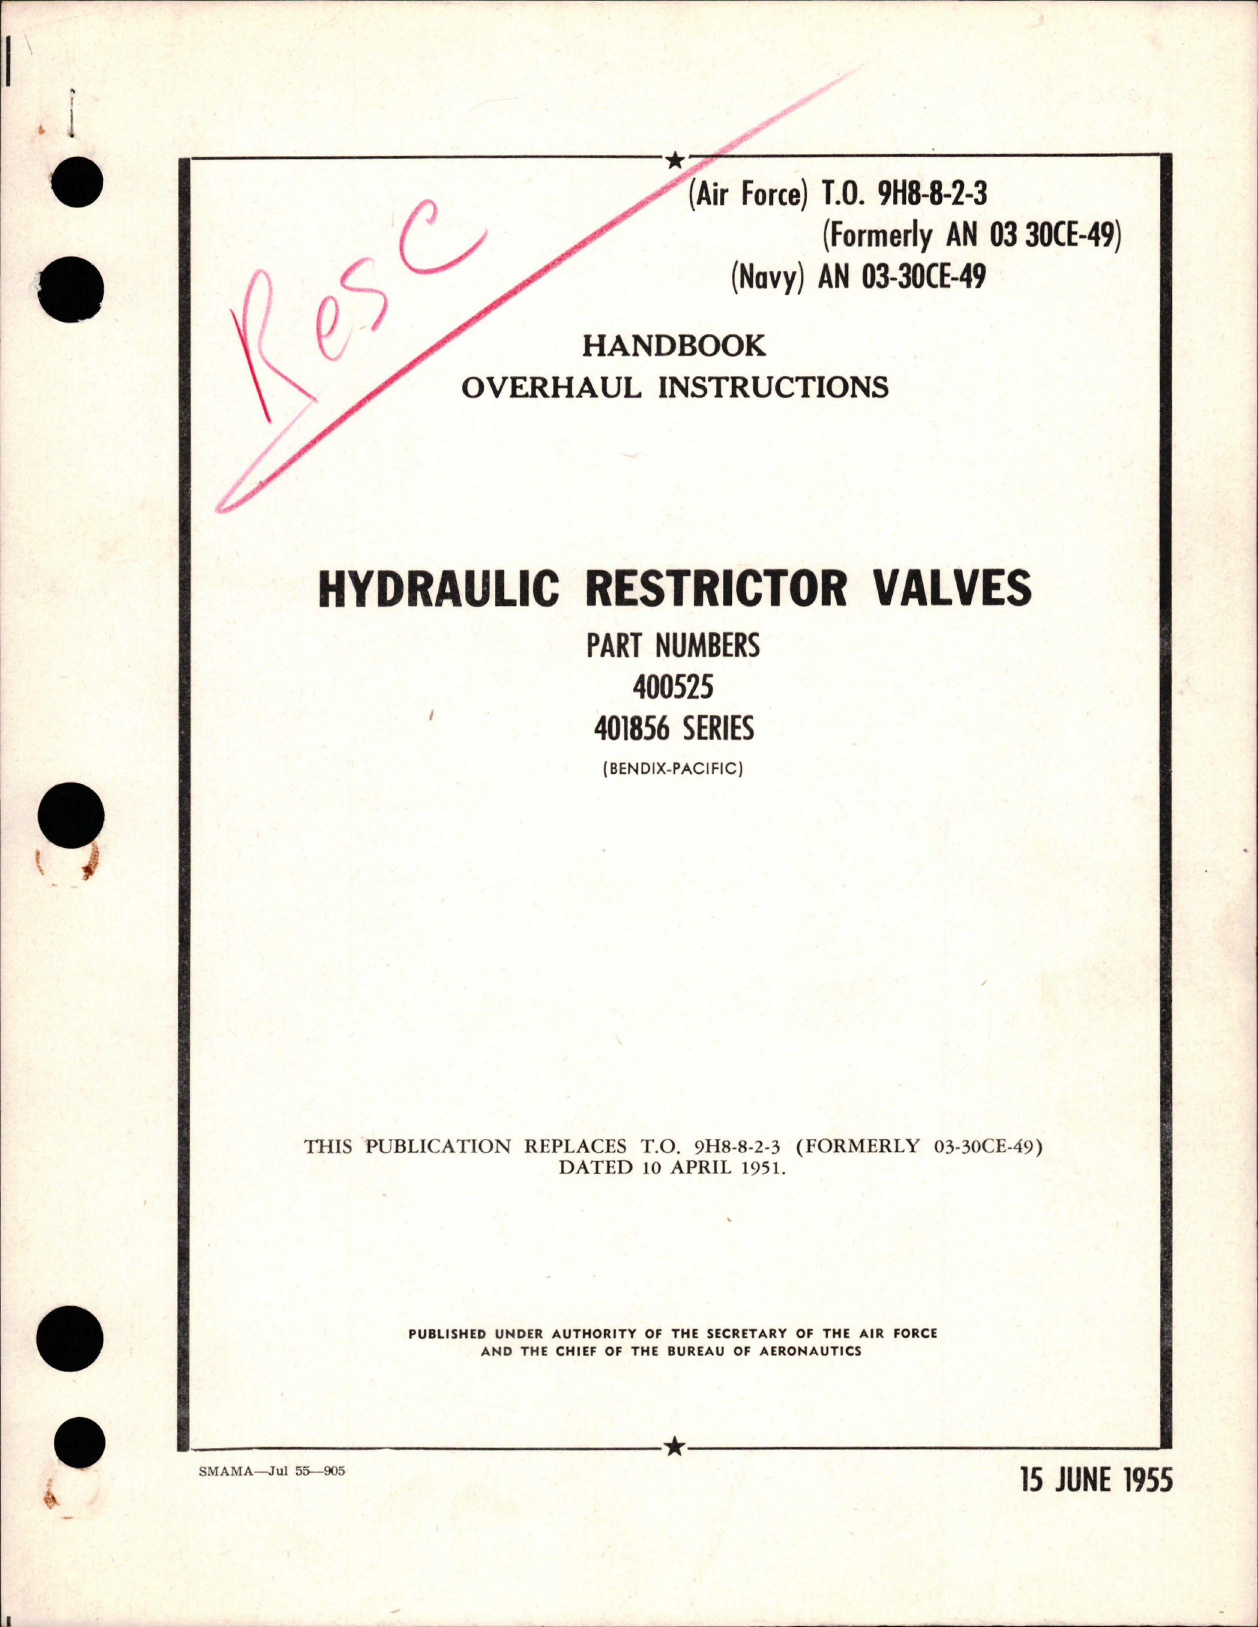 (Air Force) T.O. 9H8-8-2-3
(Formerly AN 03 30CE-49)
(Navy) AN 03-30CE-49
Resc
HANDBOOK
OVERHAUL INSTRUCTIONS
HYDRAULIC RESTRICTOR VALVES
PART NUMBERS
400525
401856 SERIES
(BENDIX-PACIFIC)
THIS PUBLICATION REPLACES T.O. 9H8-8-2-3 (FORMERLY 03-30CE-49)
DATED 10 APRIL 1951.
PUBLISHED UNDER AUTHORITY OF THE SECRETARY OF THE AIR FORCE
AND THE CHIEF OF THE BUREAU OF AERONAUTICS
SMAMA—Jul 55—905
15 JUNE 1955